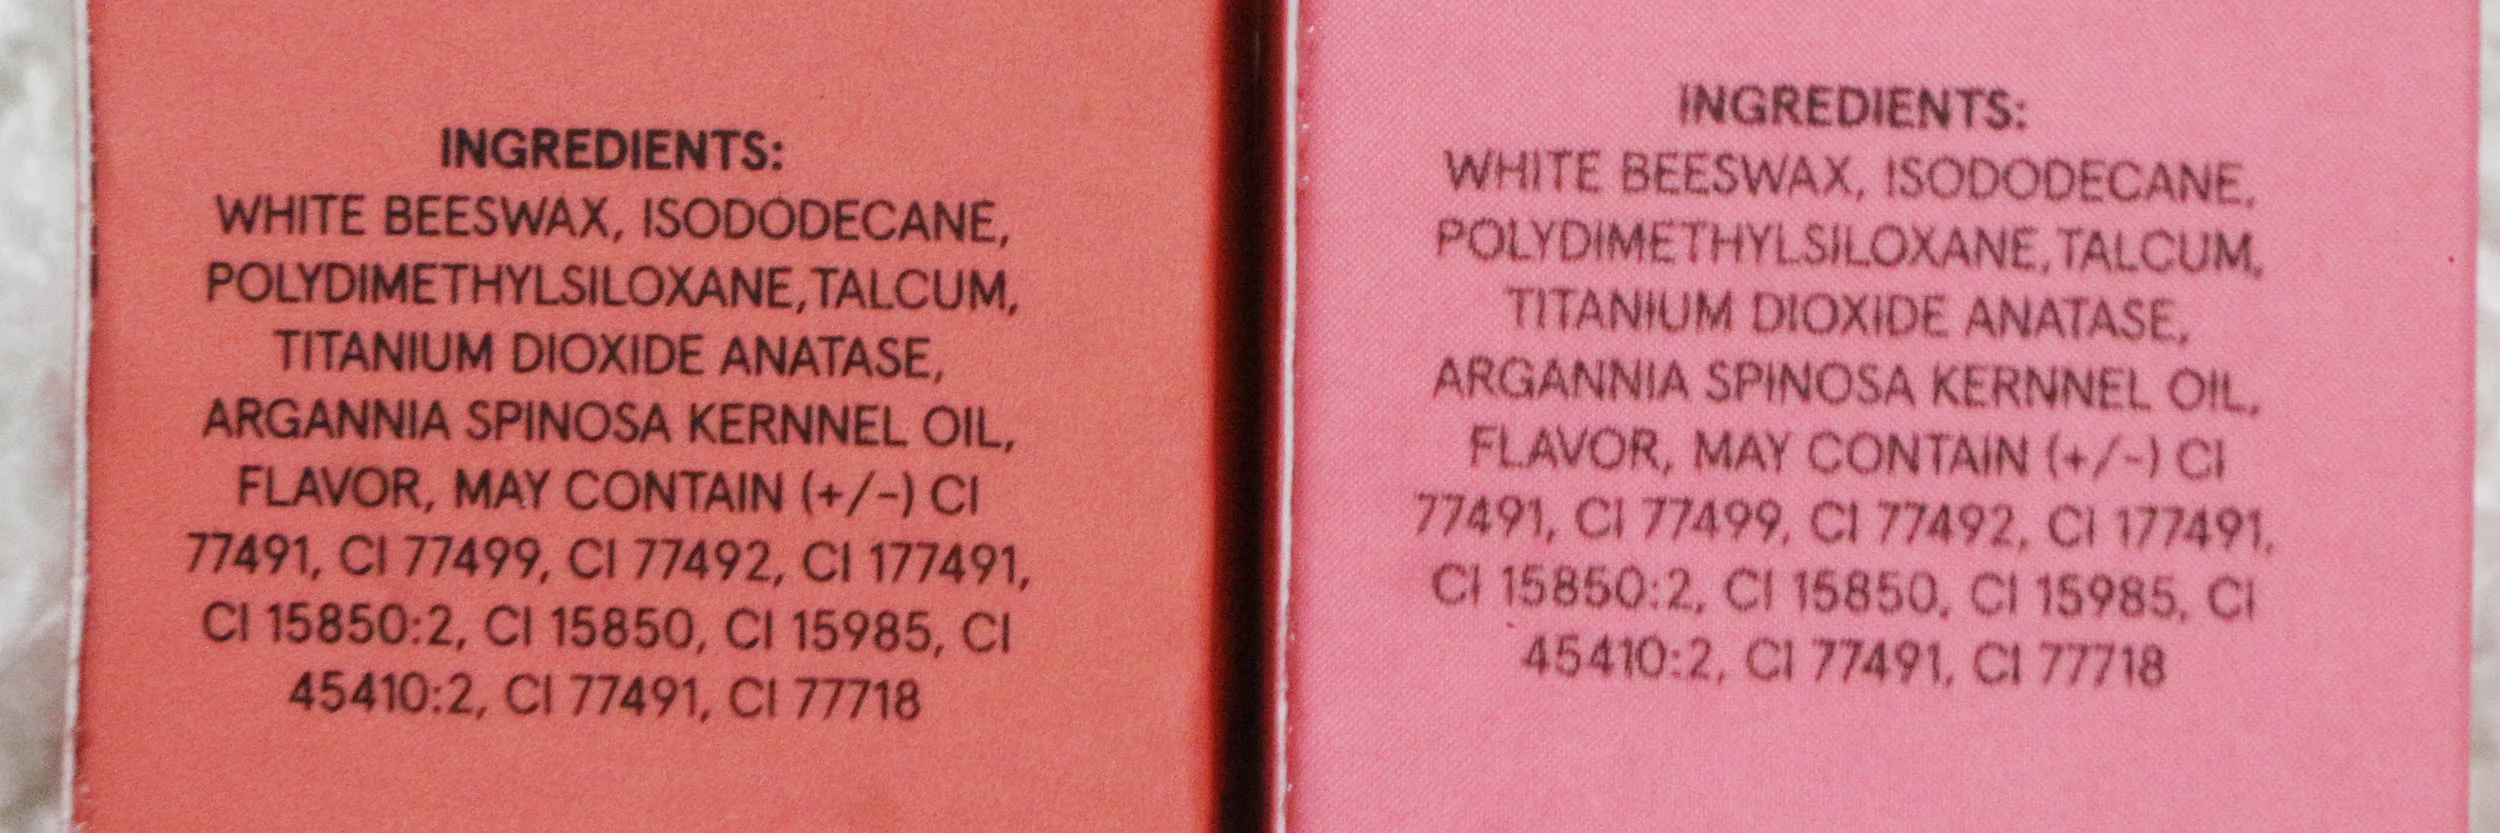 INGREDIENTS:
WHITE BEESWAX, ISODODECANE,
POLYDIMETHYLSILOXANE,TALCUM,
TITANIUM DIOXIDE ANATASE,
ARGANNIA SPINOSA KERNNEL OIL,
FLAVOR, MAY CONTAIN (+/-) CI
77491, CI 77499, CI 77492, CI 177491,
CI 15850:2, CI 15850, CI 15985, CI
45410:2, CI 77491, CI 77718
INGREDIENTS:
WHITE BEESWAX, ISODODECANE,
POLYDIMETHYLSILOXANE,TALCUM,
TITANIUM DIOXIDE ANATASE,
ARGANNIA SPINOSA KERNNEL OIL,
FLAVOR, MAY CONTAIN (+/-) CI
77491, CI 77499, CI 77492, CI 177491,
CI 15850:2, CI 15850, CI 15985, CI
45410:2, CI 77491, CI 77718